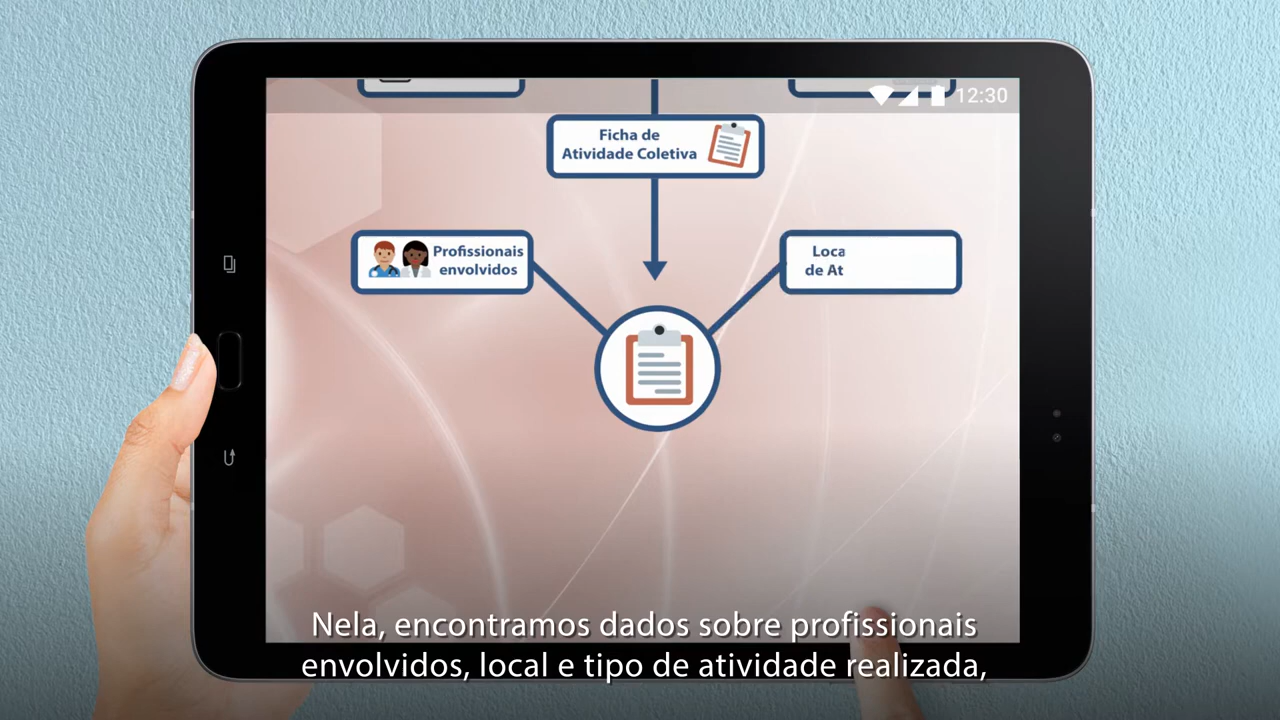 12:30
Ficha de
Atividade Coletiva
Profissionais
envolvidos
Loca
de At
Nela, encontramos dados sobre profissionais
envolvidos, local e tipo de atividade realizada,